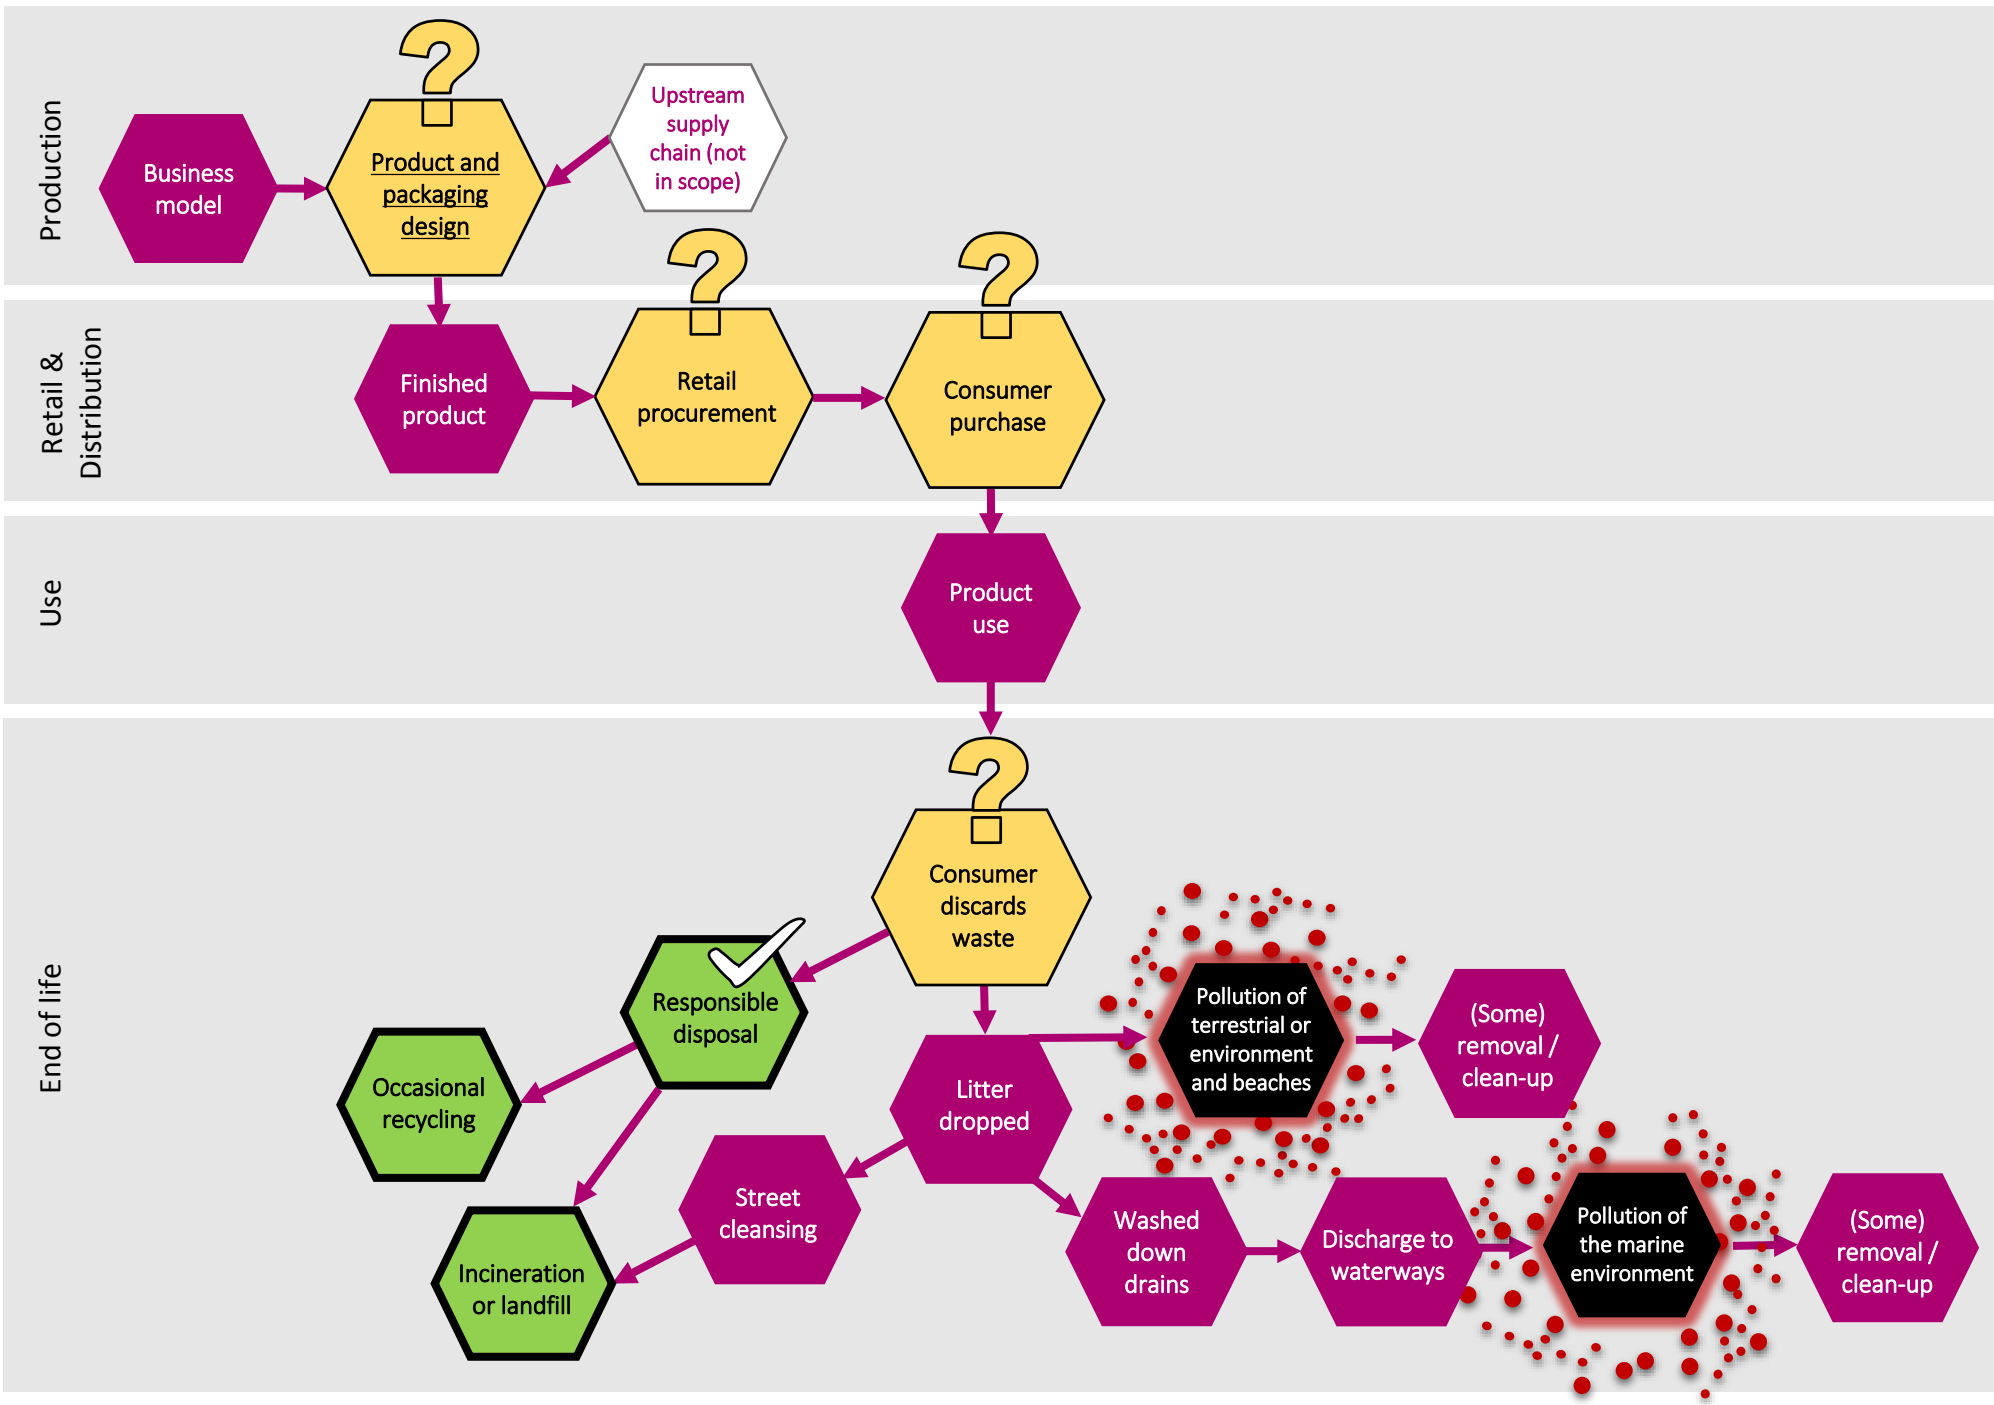 Production
Business
model
?
Product and
packaging
design
Upstream
supply
chain (not
in scope)
Retail &
Distribution
Finished
product
?
Retail
procurement
?
Consumer
purchase
Use
Product
use
End of life
?
Consumer
discards
waste
Responsible
disposal
Occasional
recycling
Incineration
or landfill
Litter
dropped
Street
cleansing
Pollution of
terrestrial or
environment
and beaches
(Some)
removal /
clean-up
Washed
down
drains
Discharge to
waterways
Pollution of
the marine
environment
(Some)
removal /
clean-up